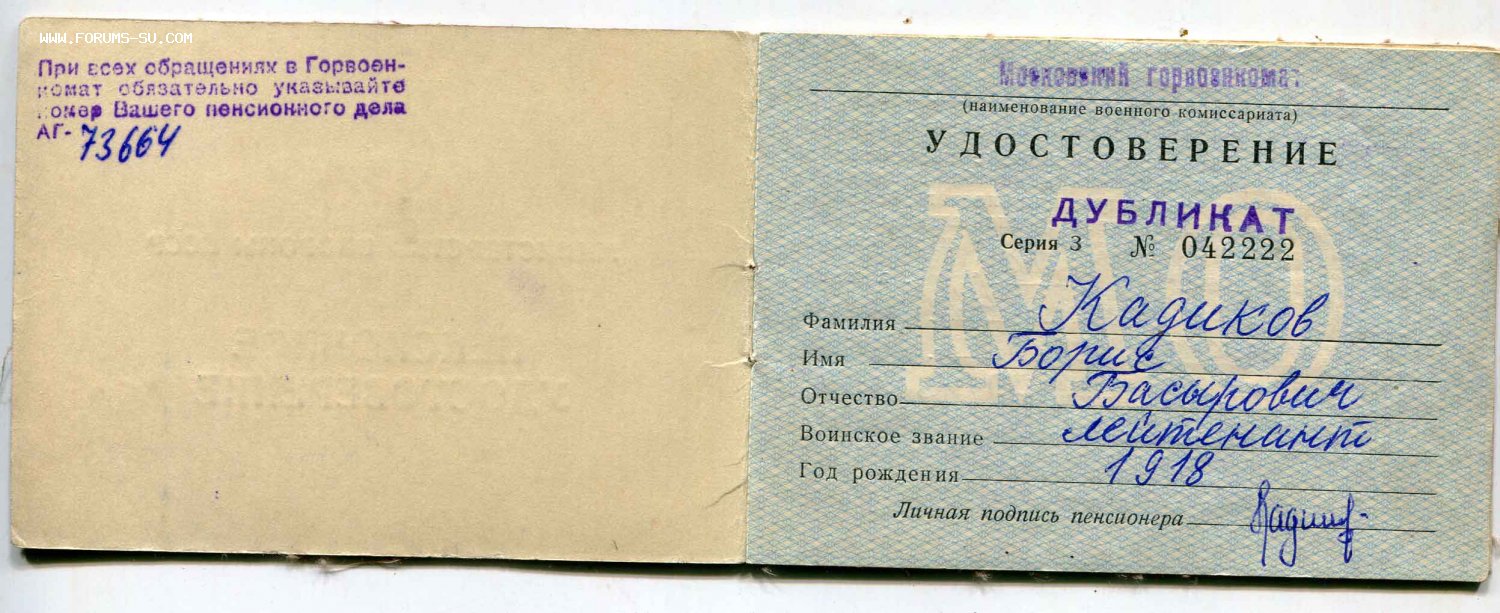 WWW.FORUMS-SU.COM
При всех обращениях в Горвоен-
комат обязательно указывайте
номер Вашего пенсионного дела
АГ- 73664
Московский горвоенкомат
(наименование военного комиссариата)
УДОСТОВЕРЕНИЕ
ДУБЛИКАТ
Серия З № 042222
МО
Фамилия Кадиков
Имя Борис
Отчество Басырович
Воинское звание лейтенант
Год рождения 1918
Личная подпись пенсионера